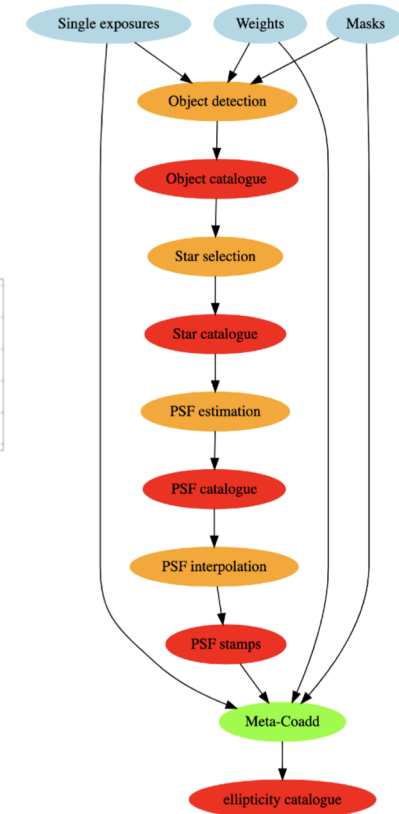 Single exposures
Weights
Masks
Object detection
Object catalogue
Star selection
Star catalogue
PSF estimation
PSF catalogue
PSF interpolation
PSF stamps
Meta-Coadd
ellipticity catalogue